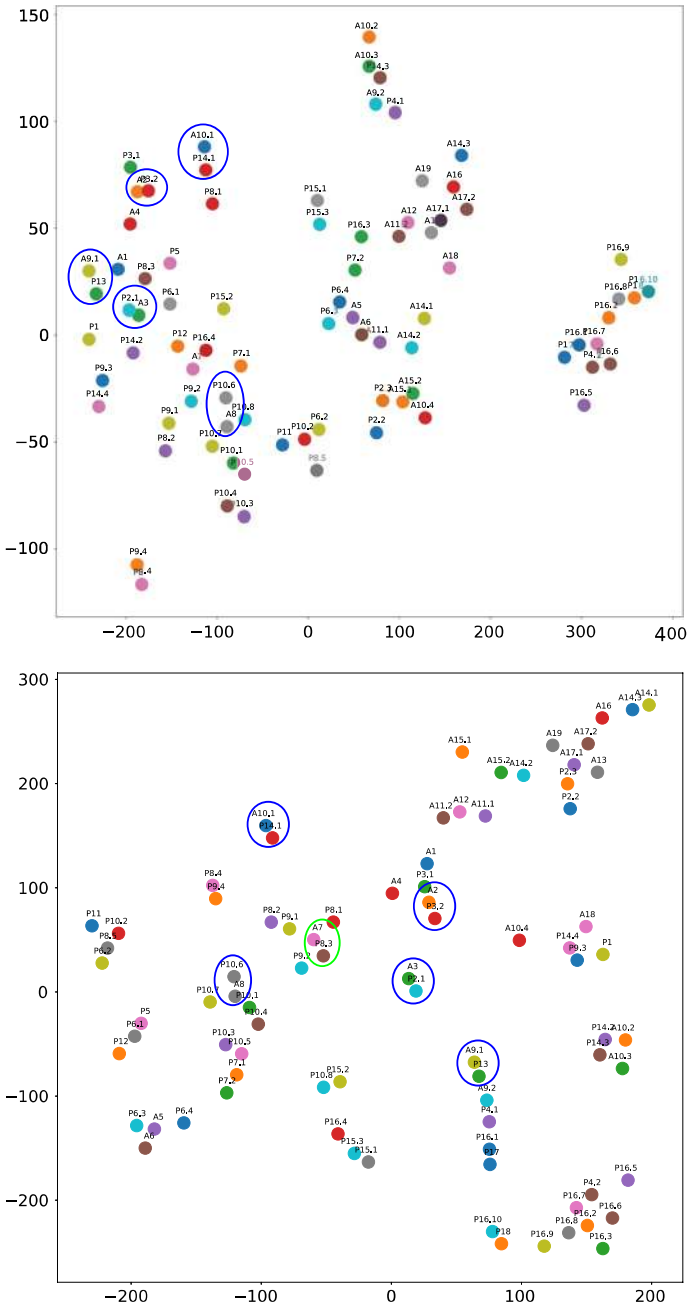 150
A10.2
A10.3
P14.3
A9.2
P4.1
100
A10.1
P14.1
A14.3
P3.1
P3.2
A19
A16
A4
P8.1
P15.1
A17.2
50
P15.3
P16.3
A11.2
A12
A17.1
A9.1
A1
P8.3
P5
P7.2
A18
P16.9
P13
P2.1
A3
P6.1
P15.2
P6.4
A5
A14.1
P16.8
0
P1
P14.2
P12
P16.4
A6
A11.1
A14.2
P16.7
P9.3
P7.1
P16.6
P14.4
P9.2
P10.6
A15.2
P16.5
P9.1
A8
P10.8
P6.2
P2.2
A10.4
−50
P8.2
P10.1
P11
P10.2
P8.5
P10.4
P10.3
−100
P9.4
−200
−100
0
100
200
300
400
300
A16
A14.3
A14.1
A15.1
A19
A17.2
200
A15.2
A14.2
A17.1
A13
P2.3
P2.2
A10.1
P14.1
A11.2
A12
A11.1
A1
100
P8.4
P9.4
A4
P3.1
A2
P3.2
P11
P10.2
P8.2
P9.1
P8.1
A7
P8.3
A10.4
A18
P8.5
P6.2
P9.2
P14.4
P9.3
P1
0
P10.6
A8
A3
P2.1
P10.1
P5
P6.1
P12
P10.4
P10.3
P10.5
P7.1
P14.2
A10.2
P14.3
A10.3
A9.1
P13
−100
P7.2
P10.8
P15.2
A9.2
P6.3
A5
P6.4
A6
P16.4
P15.3
P15.1
P4.1
P16.1
P17
−200
P16.5
P4.2
P16.7
P16.2
P16.6
P16.10
P18
P16.9
P16.8
P16.3
−200
−100
0
100
200